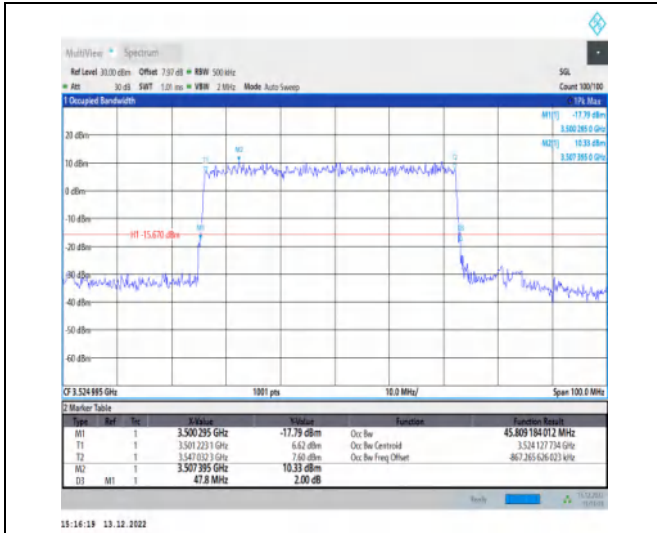 MultiView Spectrum
Ref Level 30.00 dBm Offset 7.97 dB RBW 500 kHz SGL
Att 30 dB SWT 1.01 ms VBW 2 MHz Mode Auto Sweep Count 100/100
1 Occupied Bandwidth 1Pk Max
M1[1] -17.79 dBm
3.500 295 0 GHz
M2[1] 10.33 dBm
3.507 395 0 GHz
20 dBm
M2
T1
T2
10 dBm
0 dBm
-10 dBm
M1
D3
H1 -15.670 dBm
-20 dBm
-30 dBm
-40 dBm
-50 dBm
-60 dBm
CF 3.524 995 GHz 1001 pts 10.0 MHz/ Span 100.0 MHz
2 Marker Table
Type Ref Trc X-Value Y-Value Function Function Result
M1 1 3.500 295 GHz -17.79 dBm Occ Bw 45.809 184 012 MHz
T1 1 3.501 223 1 GHz 6.62 dBm Occ Bw Centroid 3.524 127 734 GHz
T2 1 3.547 032 3 GHz 7.60 dBm Occ Bw Freq Offset -867.265 626 023 kHz
M2 1 3.507 395 GHz 10.33 dBm
D3 M1 1 47.8 MHz 2.00 dB
Ready 13.12.2022
15:16:19 13.12.2022